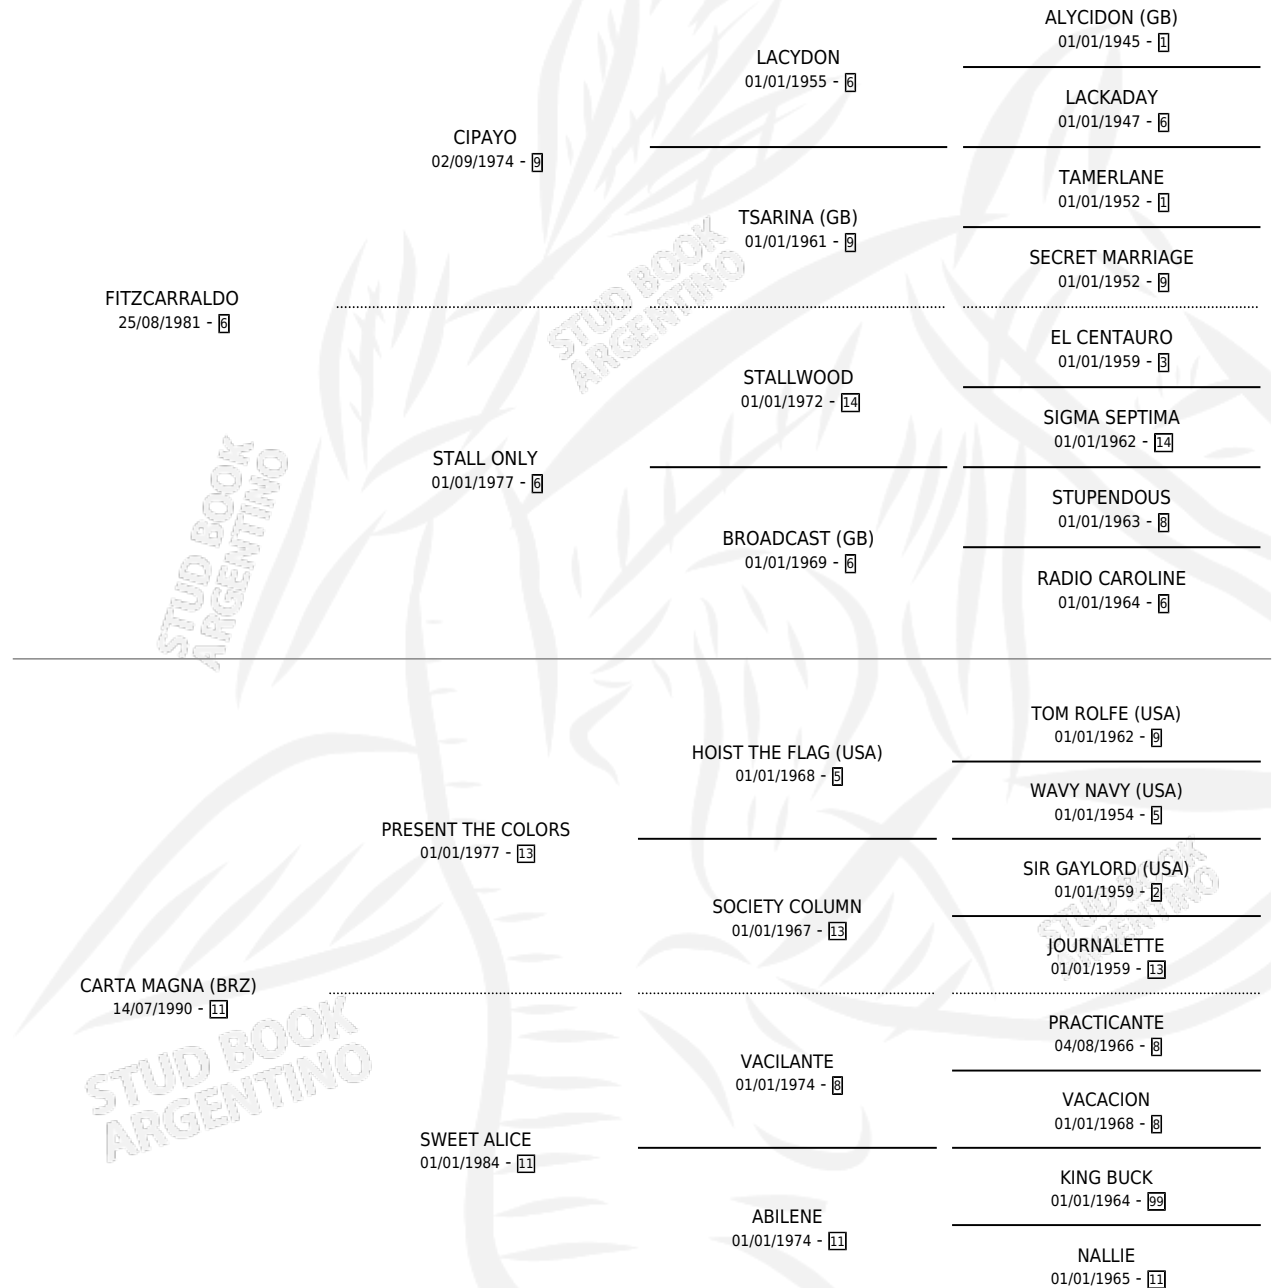 ALYCIDON (GB)
01/01/1945 - 1
LACYDON
01/01/1955 - 6
LACKADAY
01/01/1947 - 6
CIPAYO
02/09/1974 - 9
TAMERLANE
01/01/1952 - 1
TSARINA (GB)
01/01/1961 - 9
SECRET MARRIAGE
01/01/1952 - 9
FITZCARRALDO
25/08/1981 - 6
EL CENTAURO
01/01/1959 - 3
STALLWOOD
01/01/1972 - 14
SIGMA SEPTIMA
01/01/1962 - 14
STALL ONLY
01/01/1977 - 6
STUPENDOUS
01/01/1963 - 8
BROADCAST (GB)
01/01/1969 - 6
RADIO CAROLINE
01/01/1964 - 6
STUD BOOK
ARGENTINO
STUD BOOK
ARGENTINO
TOM ROLFE (USA)
01/01/1962 - 9
HOIST THE FLAG (USA)
01/01/1968 - 5
WAVY NAVY (USA)
01/01/1954 - 5
PRESENT THE COLORS
01/01/1977 - 13
SIR GAYLORD (USA)
01/01/1959 - 2
SOCIETY COLUMN
01/01/1967 - 13
JOURNALETTE
01/01/1959 - 13
CARTA MAGNA (BRZ)
14/07/1990 - 11
PRACTICANTE
04/08/1966 - 8
VACILANTE
01/01/1974 - 8
VACACION
01/01/1968 - 8
SWEET ALICE
01/01/1984 - 11
KING BUCK
01/01/1964 - 99
ABILENE
01/01/1974 - 11
NALLIE
01/01/1965 - 11
STUD BOOK
ARGENTINO
STUD BOOK
ARGENTINO